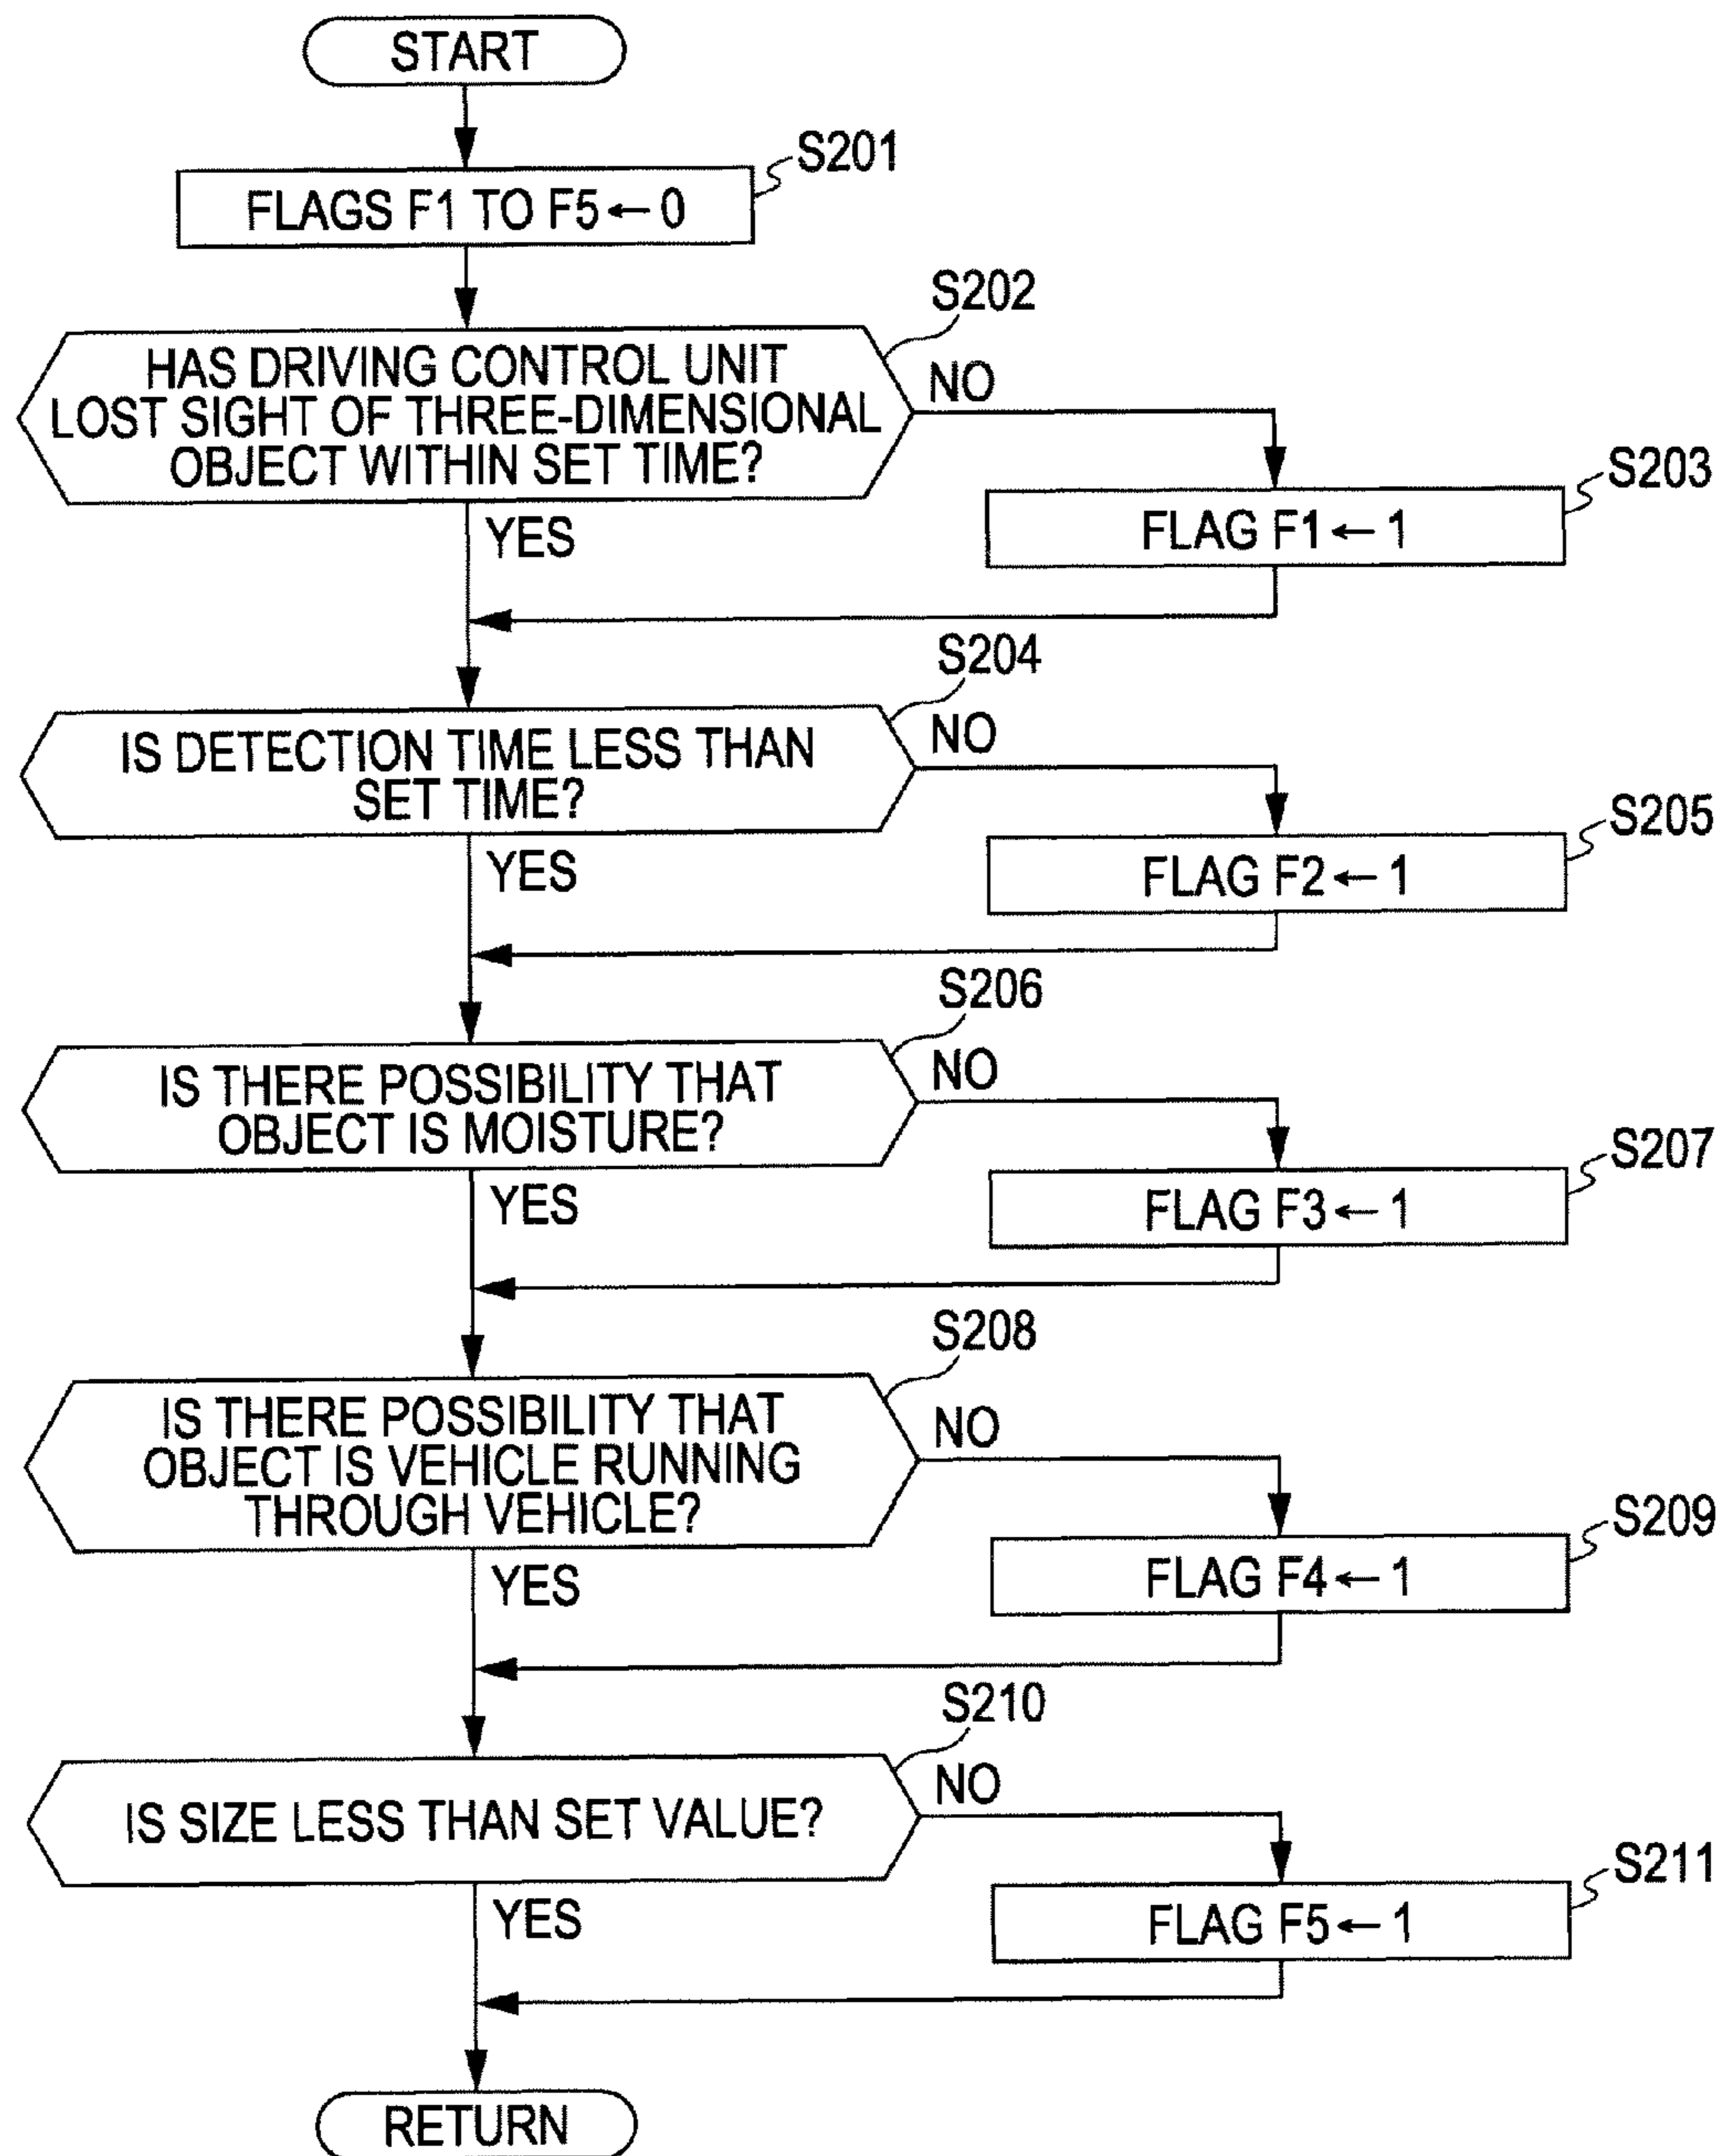 START
S201
FLAGS F1 TO F5←0
S202
HAS DRIVING CONTROL UNIT
LOST SIGHT OF THREE-DIMENSIONAL
OBJECT WITHIN SET TIME?
NO
YES
S203
FLAG F1←1
S204
IS DETECTION TIME LESS THAN
SET TIME?
NO
YES
S205
FLAG F2←1
S206
IS THERE POSSIBILITY THAT
OBJECT IS MOISTURE?
NO
YES
S207
FLAG F3←1
S208
IS THERE POSSIBILITY THAT
OBJECT IS VEHICLE RUNNING
THROUGH VEHICLE?
NO
YES
S209
FLAG F4←1
S210
IS SIZE LESS THAN SET VALUE?
NO
YES
S211
FLAG F5←1
RETURN